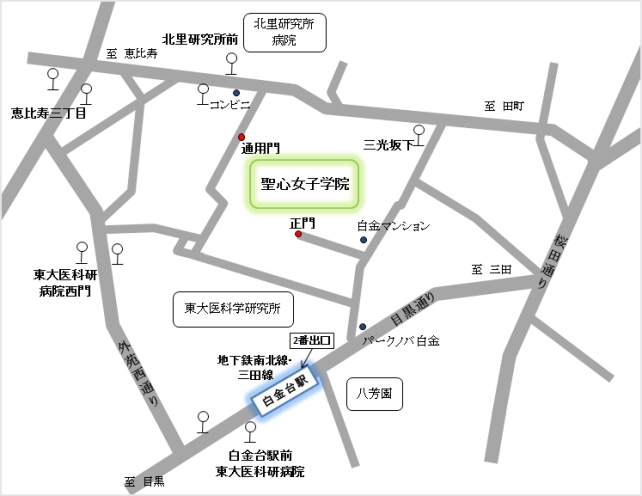 北里研究所
病院
北里研究所前
至 恵比寿
恵比寿三丁目
コンビニ
至 田町
通用門
三光坂下
聖心女子学院
正門
白金マンション
桜田通り
東大医科研
病院西門
至 三田
東大医科学研究所
目黒通り
2番出口
パークノバ白金
外苑西通り
地下鉄南北線・
三田線
白金台駅
八芳園
白金台駅前
東大医科研病院
至 目黒